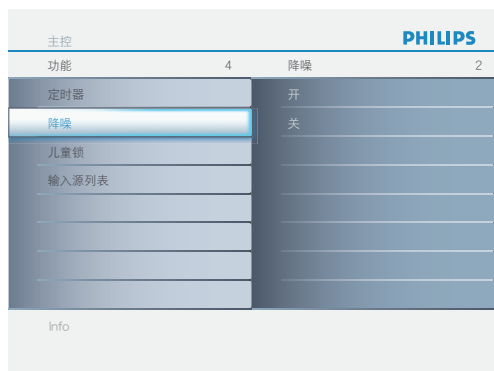 主控 PHILIPS
功能 4 降噪 2
定时器 开
降噪 关
儿童锁
输入源列表
Info